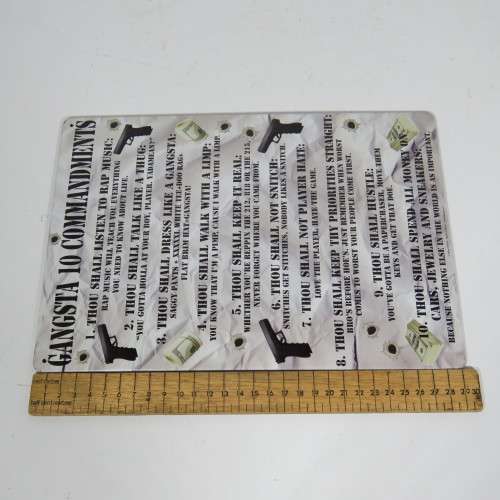 GANGSTA 10 COMMANDMENTS
1. THOU SHALL LISTEN TO RAP MUSIC:
RAP MUSIC WILL TEACH YOU EVERYTHING
YOU NEED TO KNOW ABOUT LIFE.
2. THOU SHALL TALK LIKE A THUG:
"YOU GOTTA HOLLA AT YOUR BOY, PLAYER, YADAMEAN?"
3. THOU SHALL DRESS LIKE A GANGSTA:
SAGGY PANTS + XXXXXL WHITE TEE+DOO RAG+
FLAT BRIM HAT=GANGSTA!
4. THOU SHALL WALK WITH A LIMP:
YOU KNOW THAT I'M A PIMP CAUSE I WALK WITH A LIMP.
5. THOU SHALL KEEP IT REAL:
WHETHER YOU'RE REPPIN THE 212, 818 OR THE 215,
NEVER FORGET WHERE YOU CAME FROM.
6. THOU SHALL NOT SNITCH:
SNITCHES GET STITCHES, NOBODY LIKES A SNITCH.
7. THOU SHALL NOT PLAYER HATE:
LOVE THE PLAYER, HATE THE GAME.
8. THOU SHALL KEEP THY PRIORITIES STRAIGHT:
BRO'S BEFORE HOE'S. JUST REMEMBER WHEN WORST
COMES TO WORST YOUR PEOPLE COME FIRST.
9. THOU SHALL HUSTLE:
YOU'VE GOTTA BE A PAPERCHASER, MOVE THEM
KEYS AND GET THAT DOE.
10. THOU SHALL SPEND ALL MONEY ON
CARS, JEWELRY AND SNEAKERS:
BECAUSE NOTHING ELSE IN THE WORLD IS AS IMPORTANT.